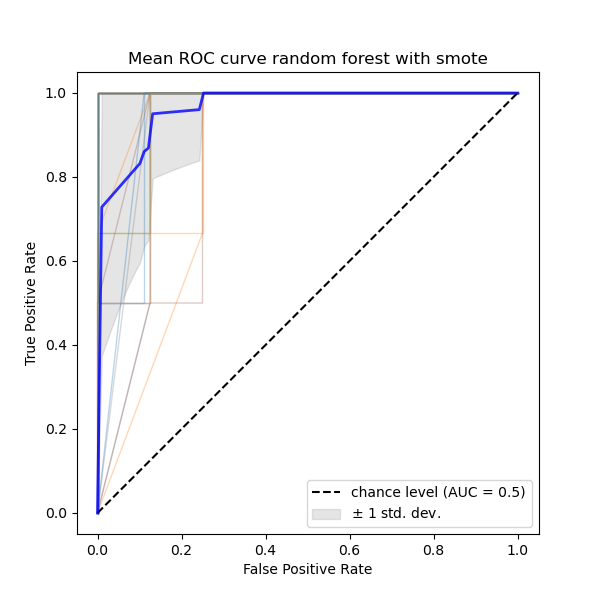 Mean ROC curve random forest with smote
True Positive Rate
1.0
0.8
0.6
0.4
0.2
0.0
chance level (AUC = 0.5)
± 1 std. dev.
0.0 0.2 0.4 0.6 0.8 1.0
False Positive Rate